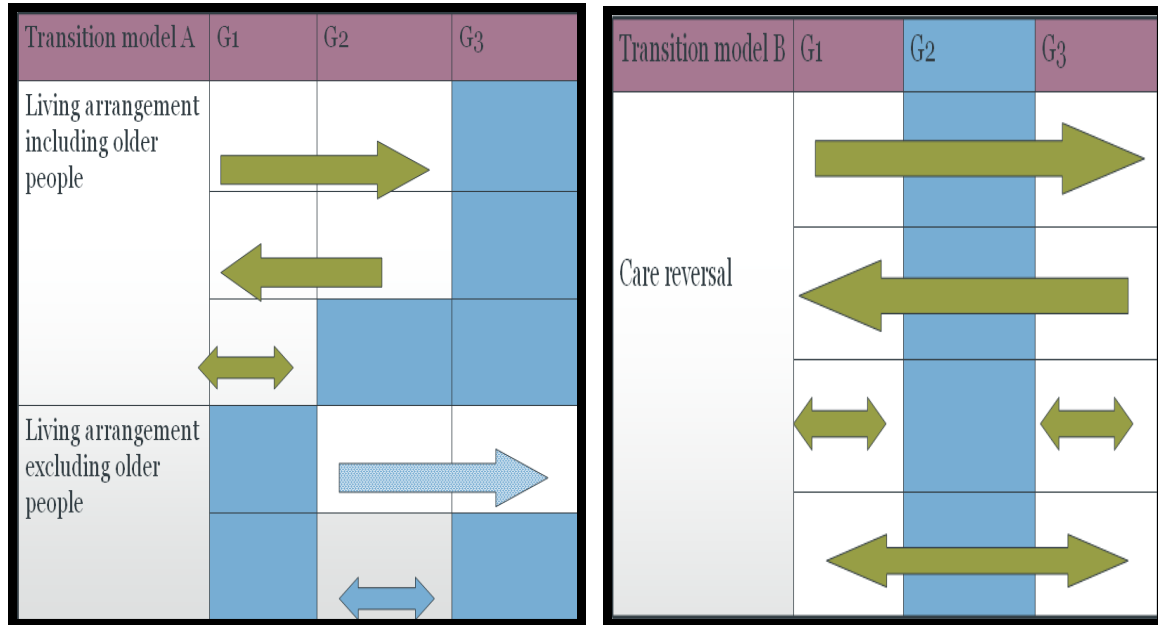 Transition model A G1 G2 G3
Living arrangement
including older
people
Living arrangement
excluding older
people
Transition model B G1 G2 G3
Care reversal